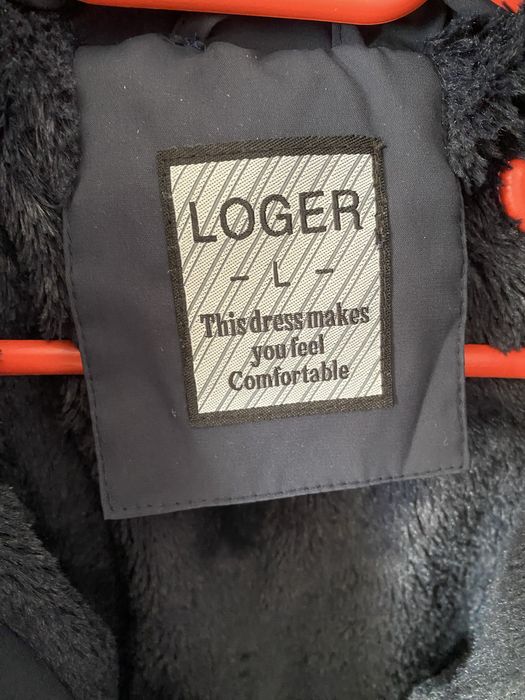 LOGER
- L -
This dress makes
you feel
Comfortable